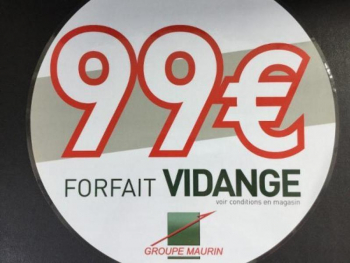 99€
FORFAIT VIDANGE
voir conditions en magasin
GROUPE MAURIN